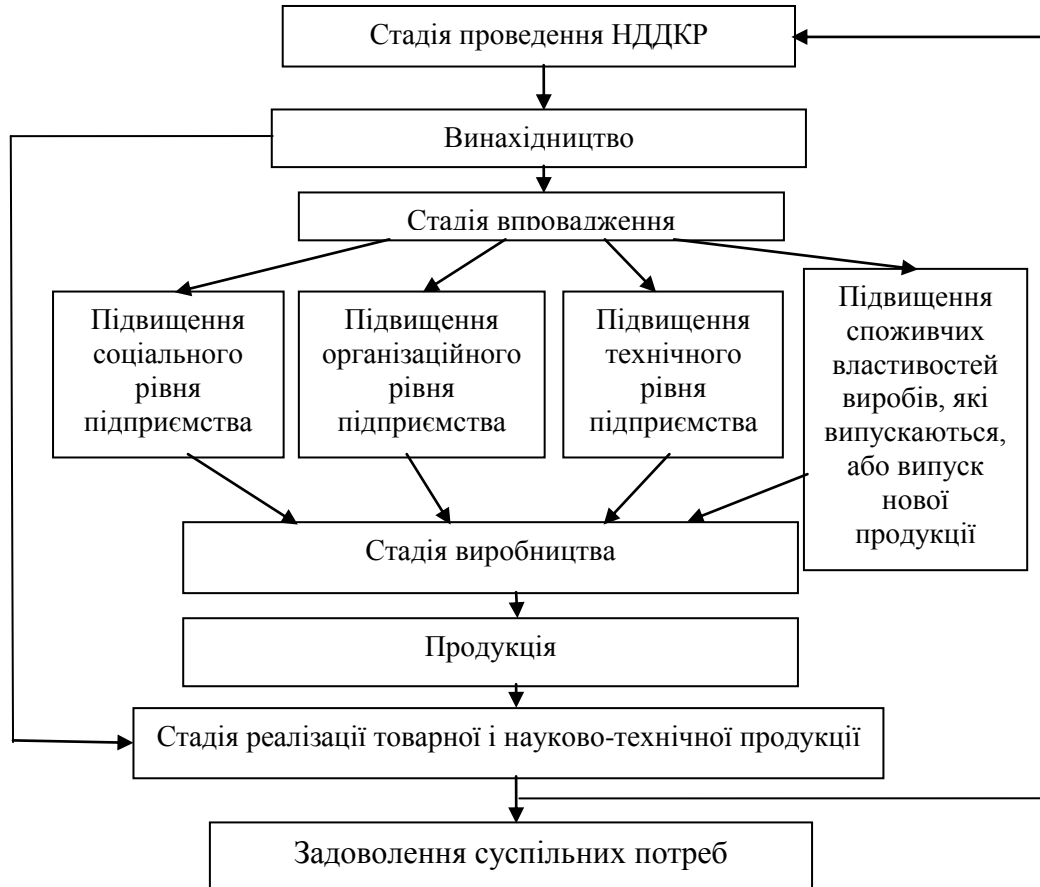 Стадія проведення НДДКР
Винахідництво
Стадія впровадження
Підвищення
соціального
рівня
підприємства
Підвищення
організаційного
рівня
підприємства
Підвищення
технічного
рівня
підприємства
Підвищення
споживчих
властивостей
виробів, які
випускаються,
або випуск
нової
продукції
Стадія виробництва
Продукція
Стадія реалізації товарної і науково-технічної продукції
Задоволення суспільних потреб